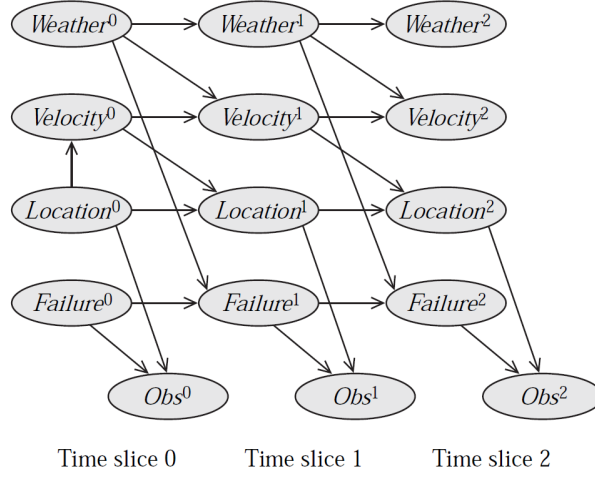 Weather⁰ Weather¹ Weather²
Velocity⁰ Velocity¹ Velocity²
Location⁰ Location¹ Location²
Failure⁰ Failure¹ Failure²
Obs⁰ Obs¹ Obs²
Time slice 0 Time slice 1 Time slice 2